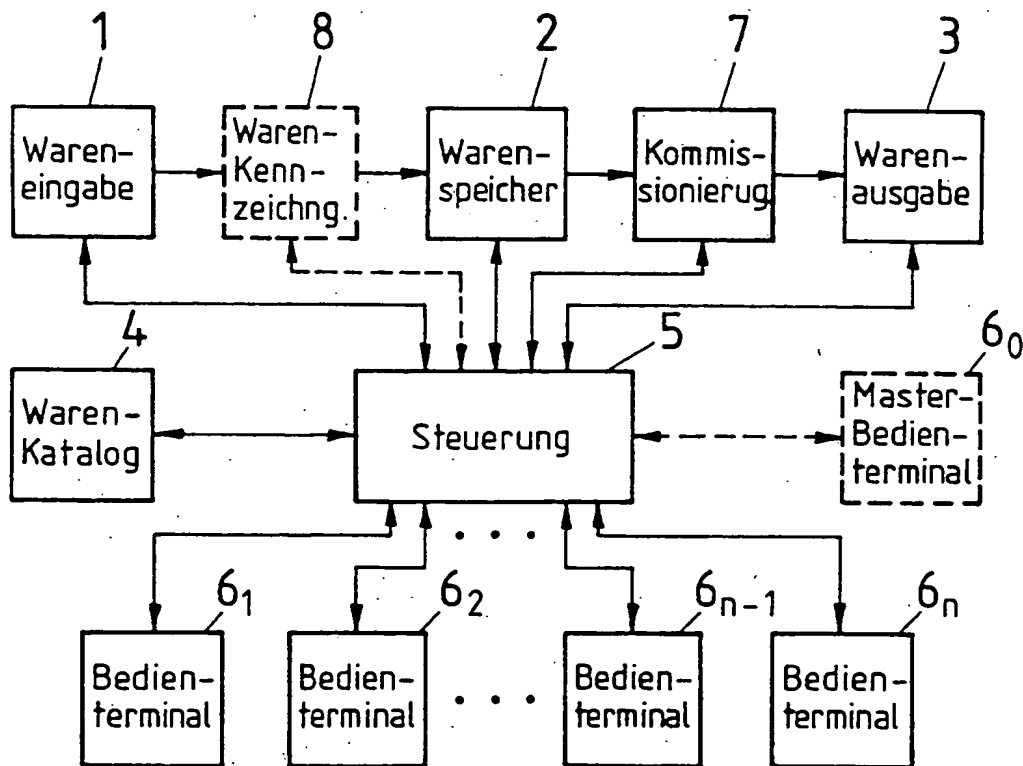 1 8 2 7 3
Waren-
eingabe
Waren-
Kenn-
zeichng.
Waren-
speicher
Kommis-
sionierug
Waren-
ausgabe
4 5 6₀
Waren-
Katalog
Steuerung
Master-
Bedien-
terminal
. . .
6₁ 6₂ 6ₙ₋₁ 6ₙ
Bedien-
terminal
Bedien-
terminal
. . .
Bedien-
terminal
Bedien-
terminal